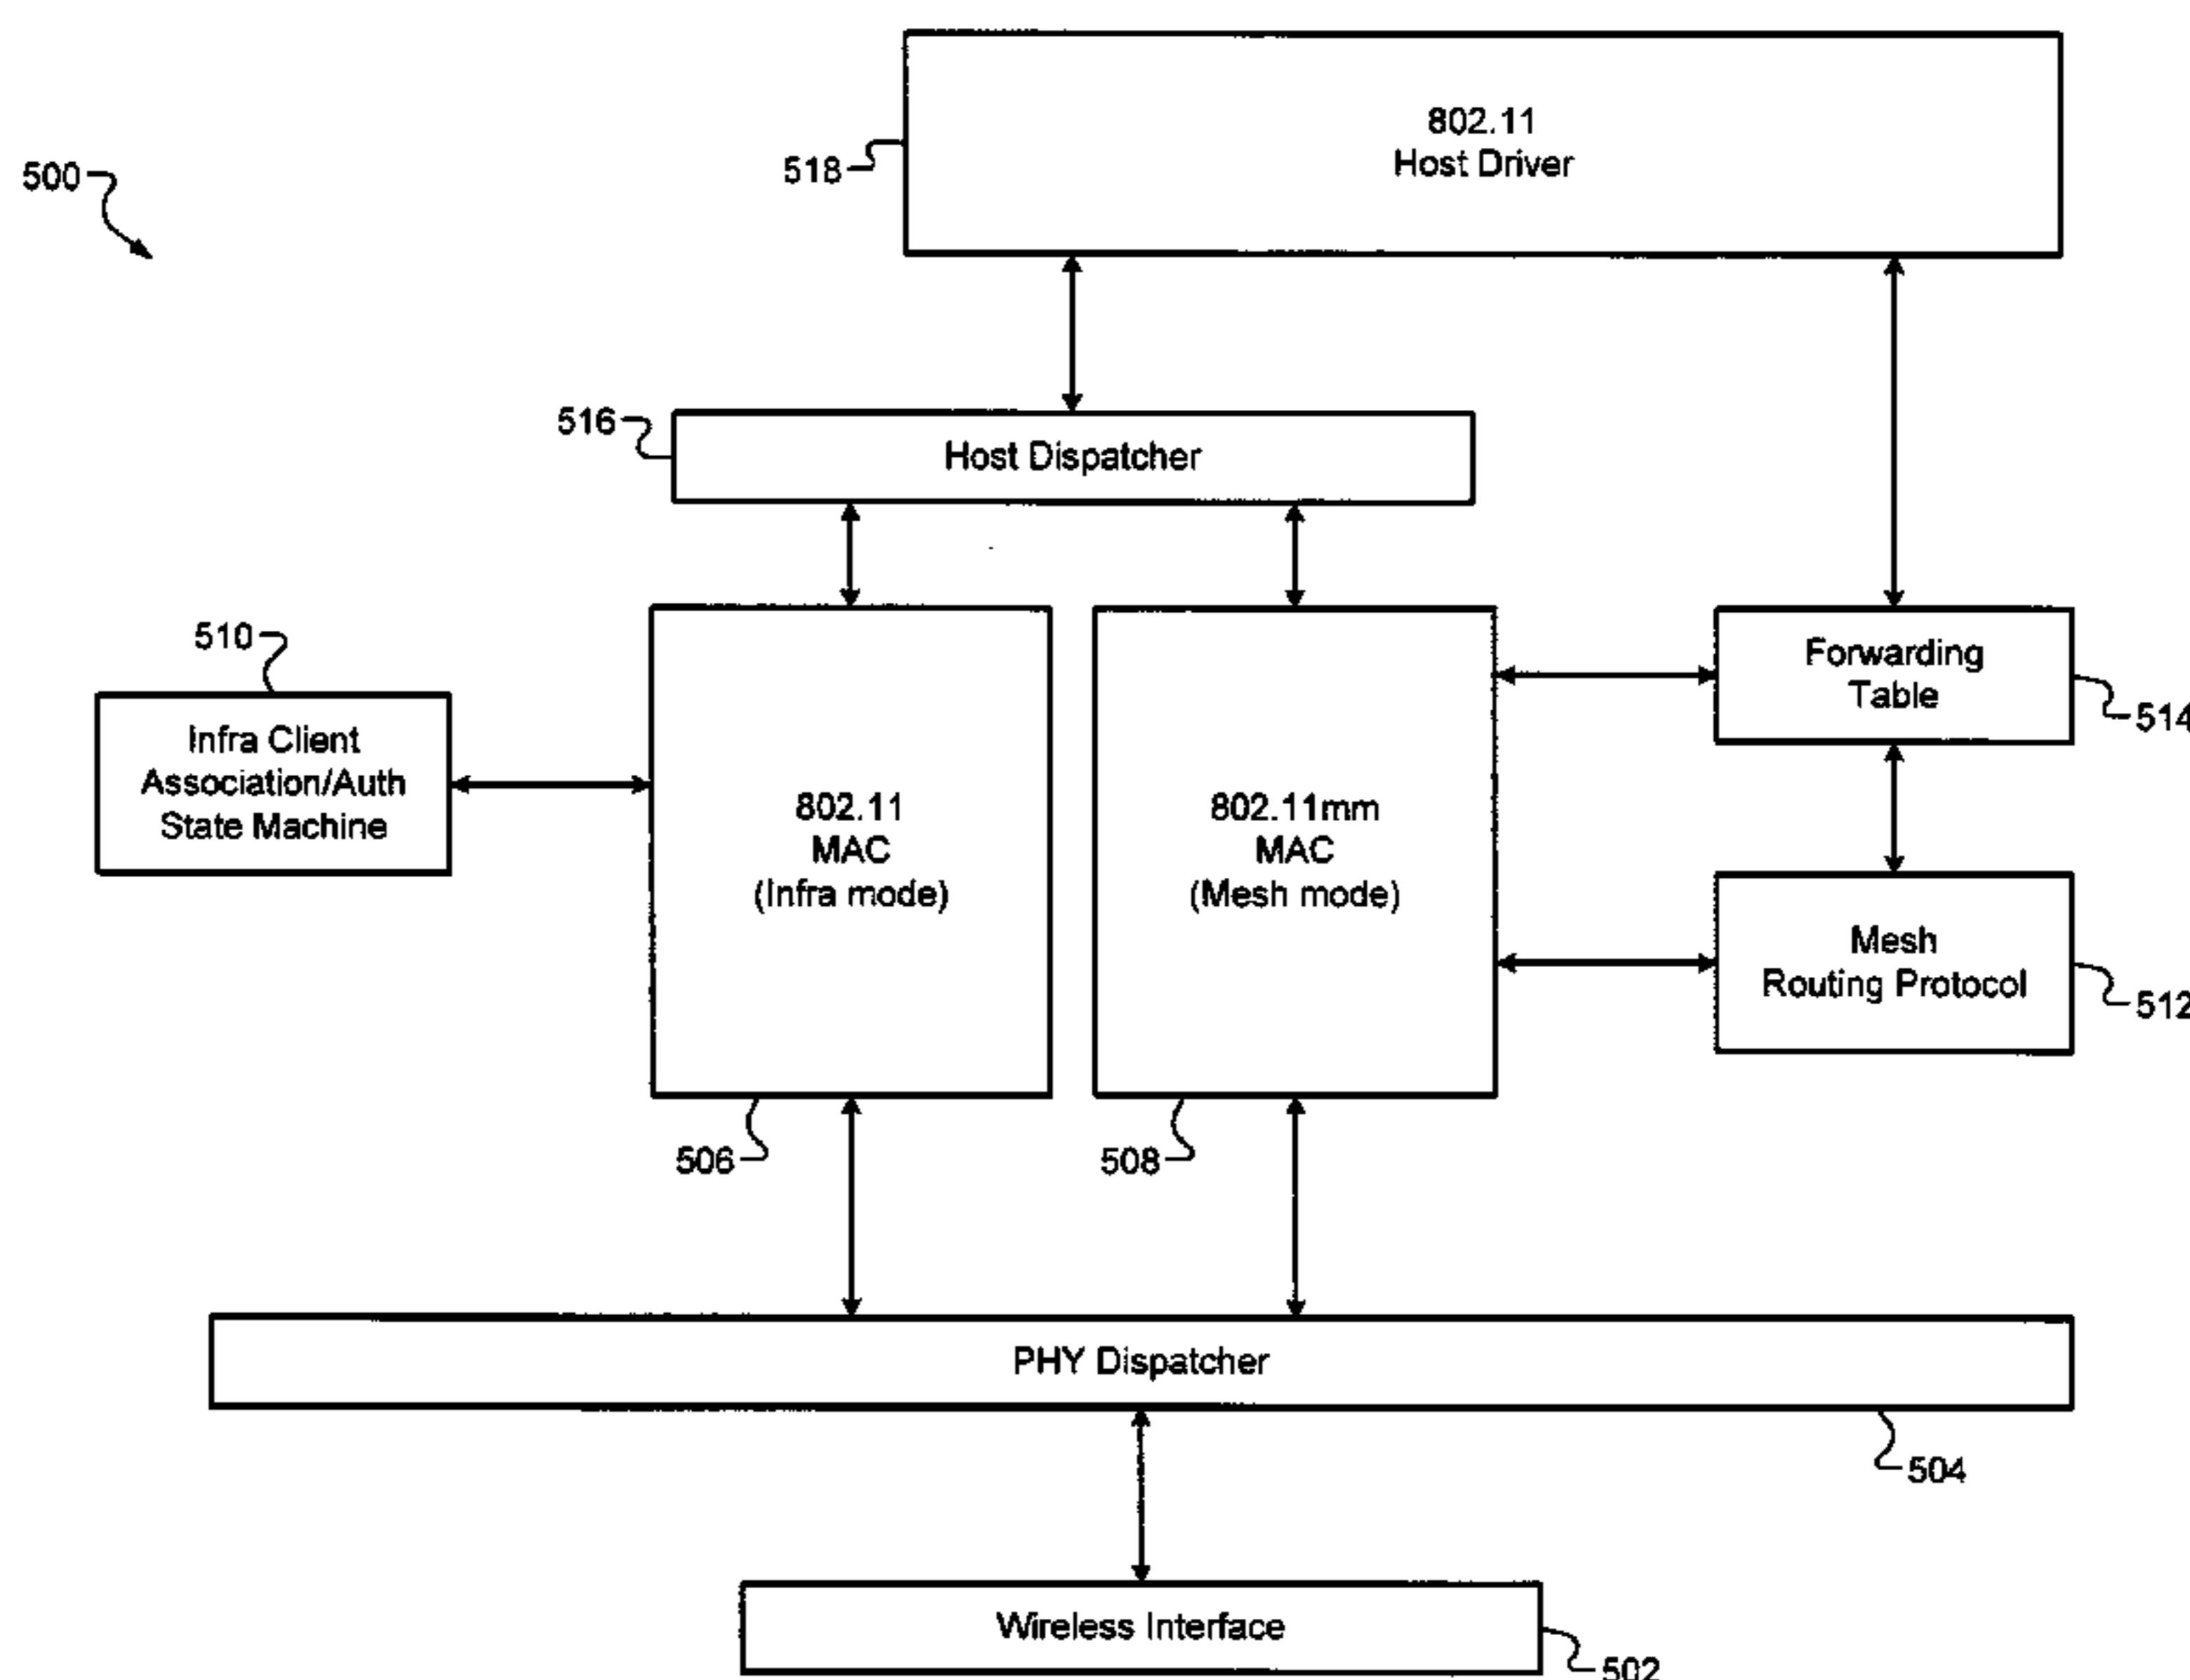 802.11
Host Driver
518
500
516
Host Dispatcher
510
Infra Client
Association/Auth
State Machine
802.11
MAC
(Infra mode)
802.11mm
MAC
(Mesh mode)
Forwarding
Table
514
Mesh
Routing Protocol
512
506
508
PHY Dispatcher
504
Wireless Interface
502